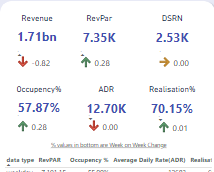 Revenue RevPar DSRN
1.71bn 7.35K 2.53K
-0.82 0.28 0.00
Occupency% ADR Realisation%
57.87% 12.70K 70.15%
0.28 0.00 0.01
% values in bottom are Week on Week Change
data type RevPAR Occupency % Average Daily Rate(ADR) Realisati